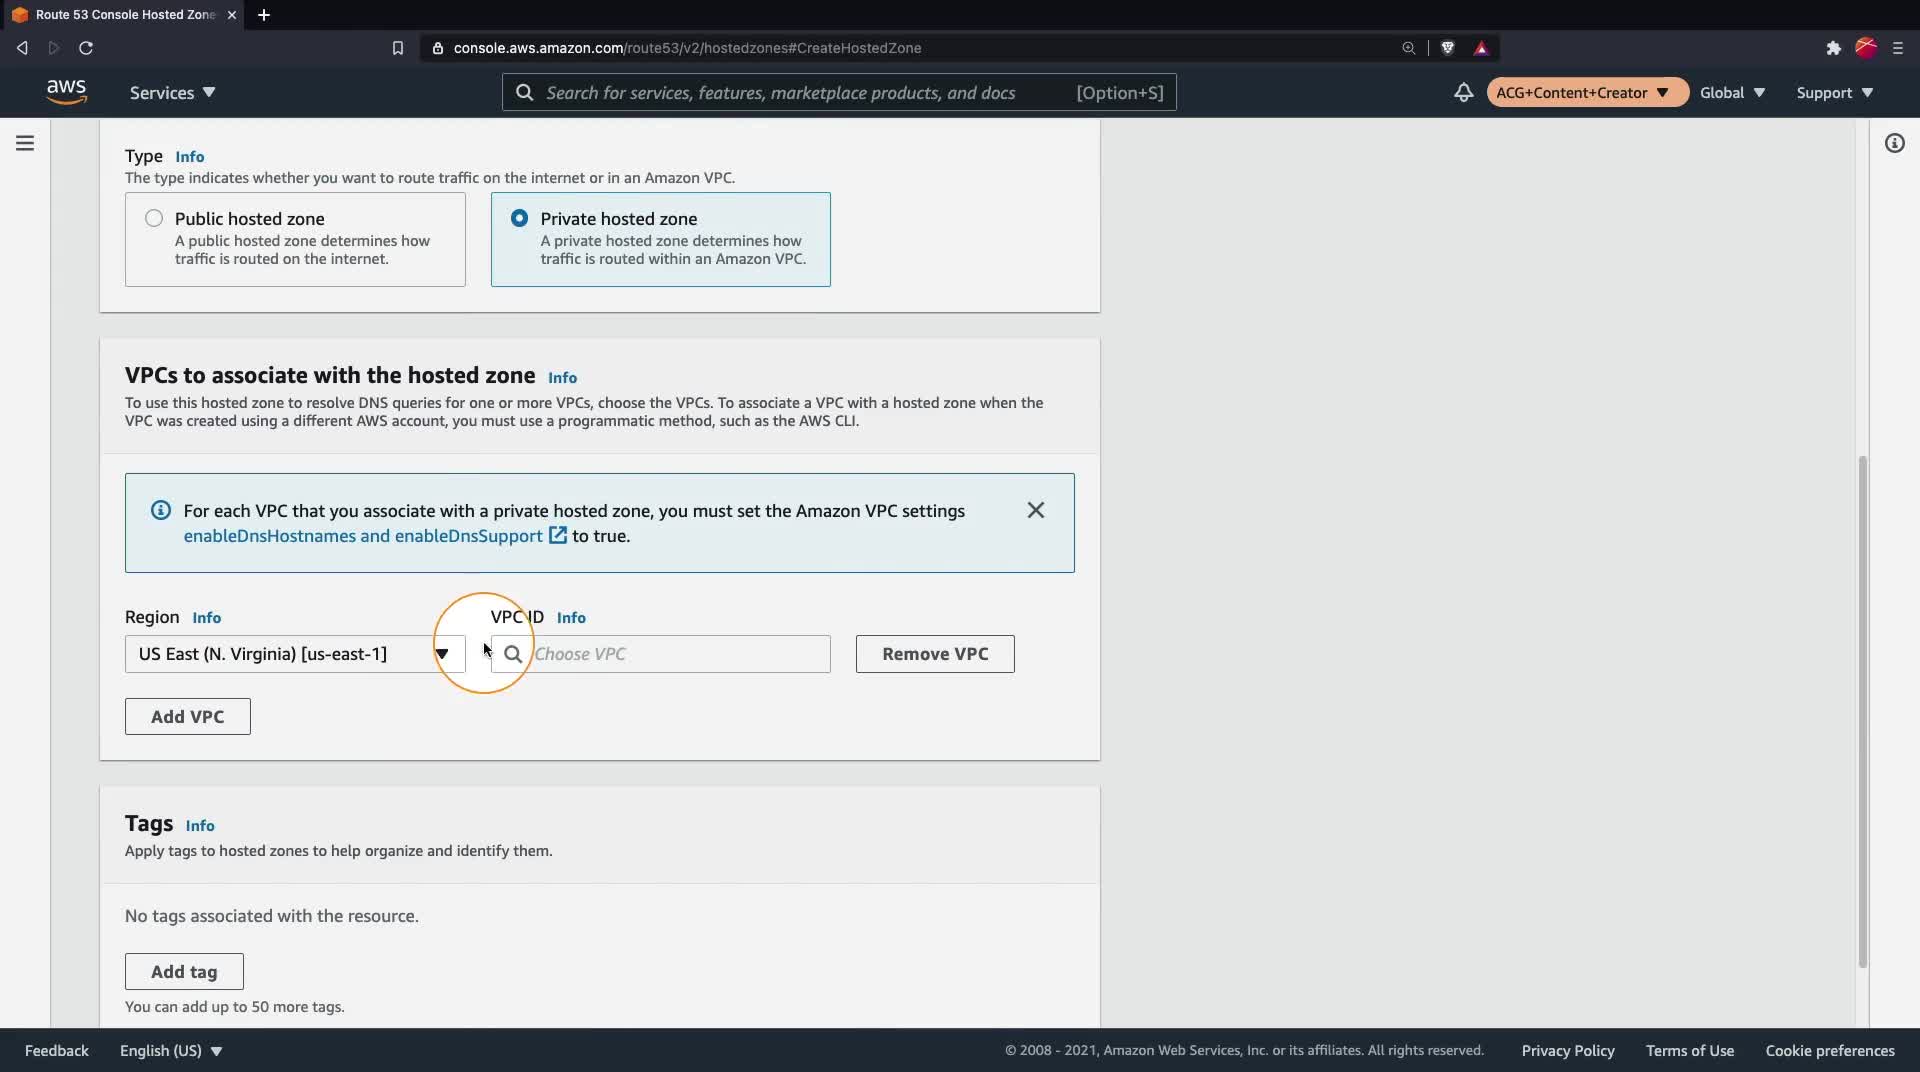 Route 53 Console Hosted Zone
console.aws.amazon.com/route53/v2/hostedzones#CreateHostedZone
aws
Services
Search for services, features, marketplace products, and docs [Option+S]
ACG+Content+Creator
Global
Support
Type Info
The type indicates whether you want to route traffic on the internet or in an Amazon VPC.
Public hosted zone
A public hosted zone determines how
traffic is routed on the internet.
Private hosted zone
A private hosted zone determines how
traffic is routed within an Amazon VPC.
VPCs to associate with the hosted zone Info
To use this hosted zone to resolve DNS queries for one or more VPCs, choose the VPCs. To associate a VPC with a hosted zone when the
VPC was created using a different AWS account, you must use a programmatic method, such as the AWS CLI.
For each VPC that you associate with a private hosted zone, you must set the Amazon VPC settings
enableDnsHostnames and enableDnsSupport to true.
Region Info
VPC ID Info
US East (N. Virginia) [us-east-1]
Choose VPC
Remove VPC
Add VPC
Tags Info
Apply tags to hosted zones to help organize and identify them.
No tags associated with the resource.
Add tag
You can add up to 50 more tags.
Feedback
English (US)
© 2008 - 2021, Amazon Web Services, Inc. or its affiliates. All rights reserved.
Privacy Policy
Terms of Use
Cookie preferences